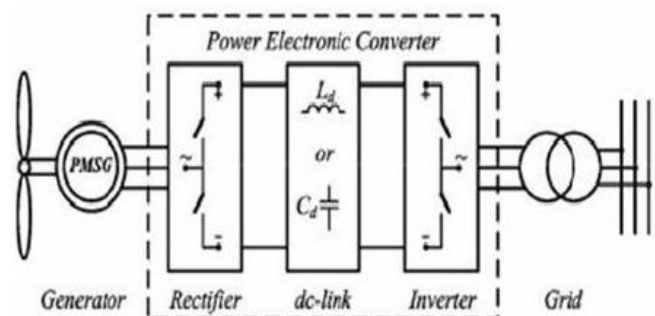 Power Electronic Converter
PMSG
~
+
-
L_d
or
C_d
+
-
~
Generator Rectifier dc-link Inverter Grid